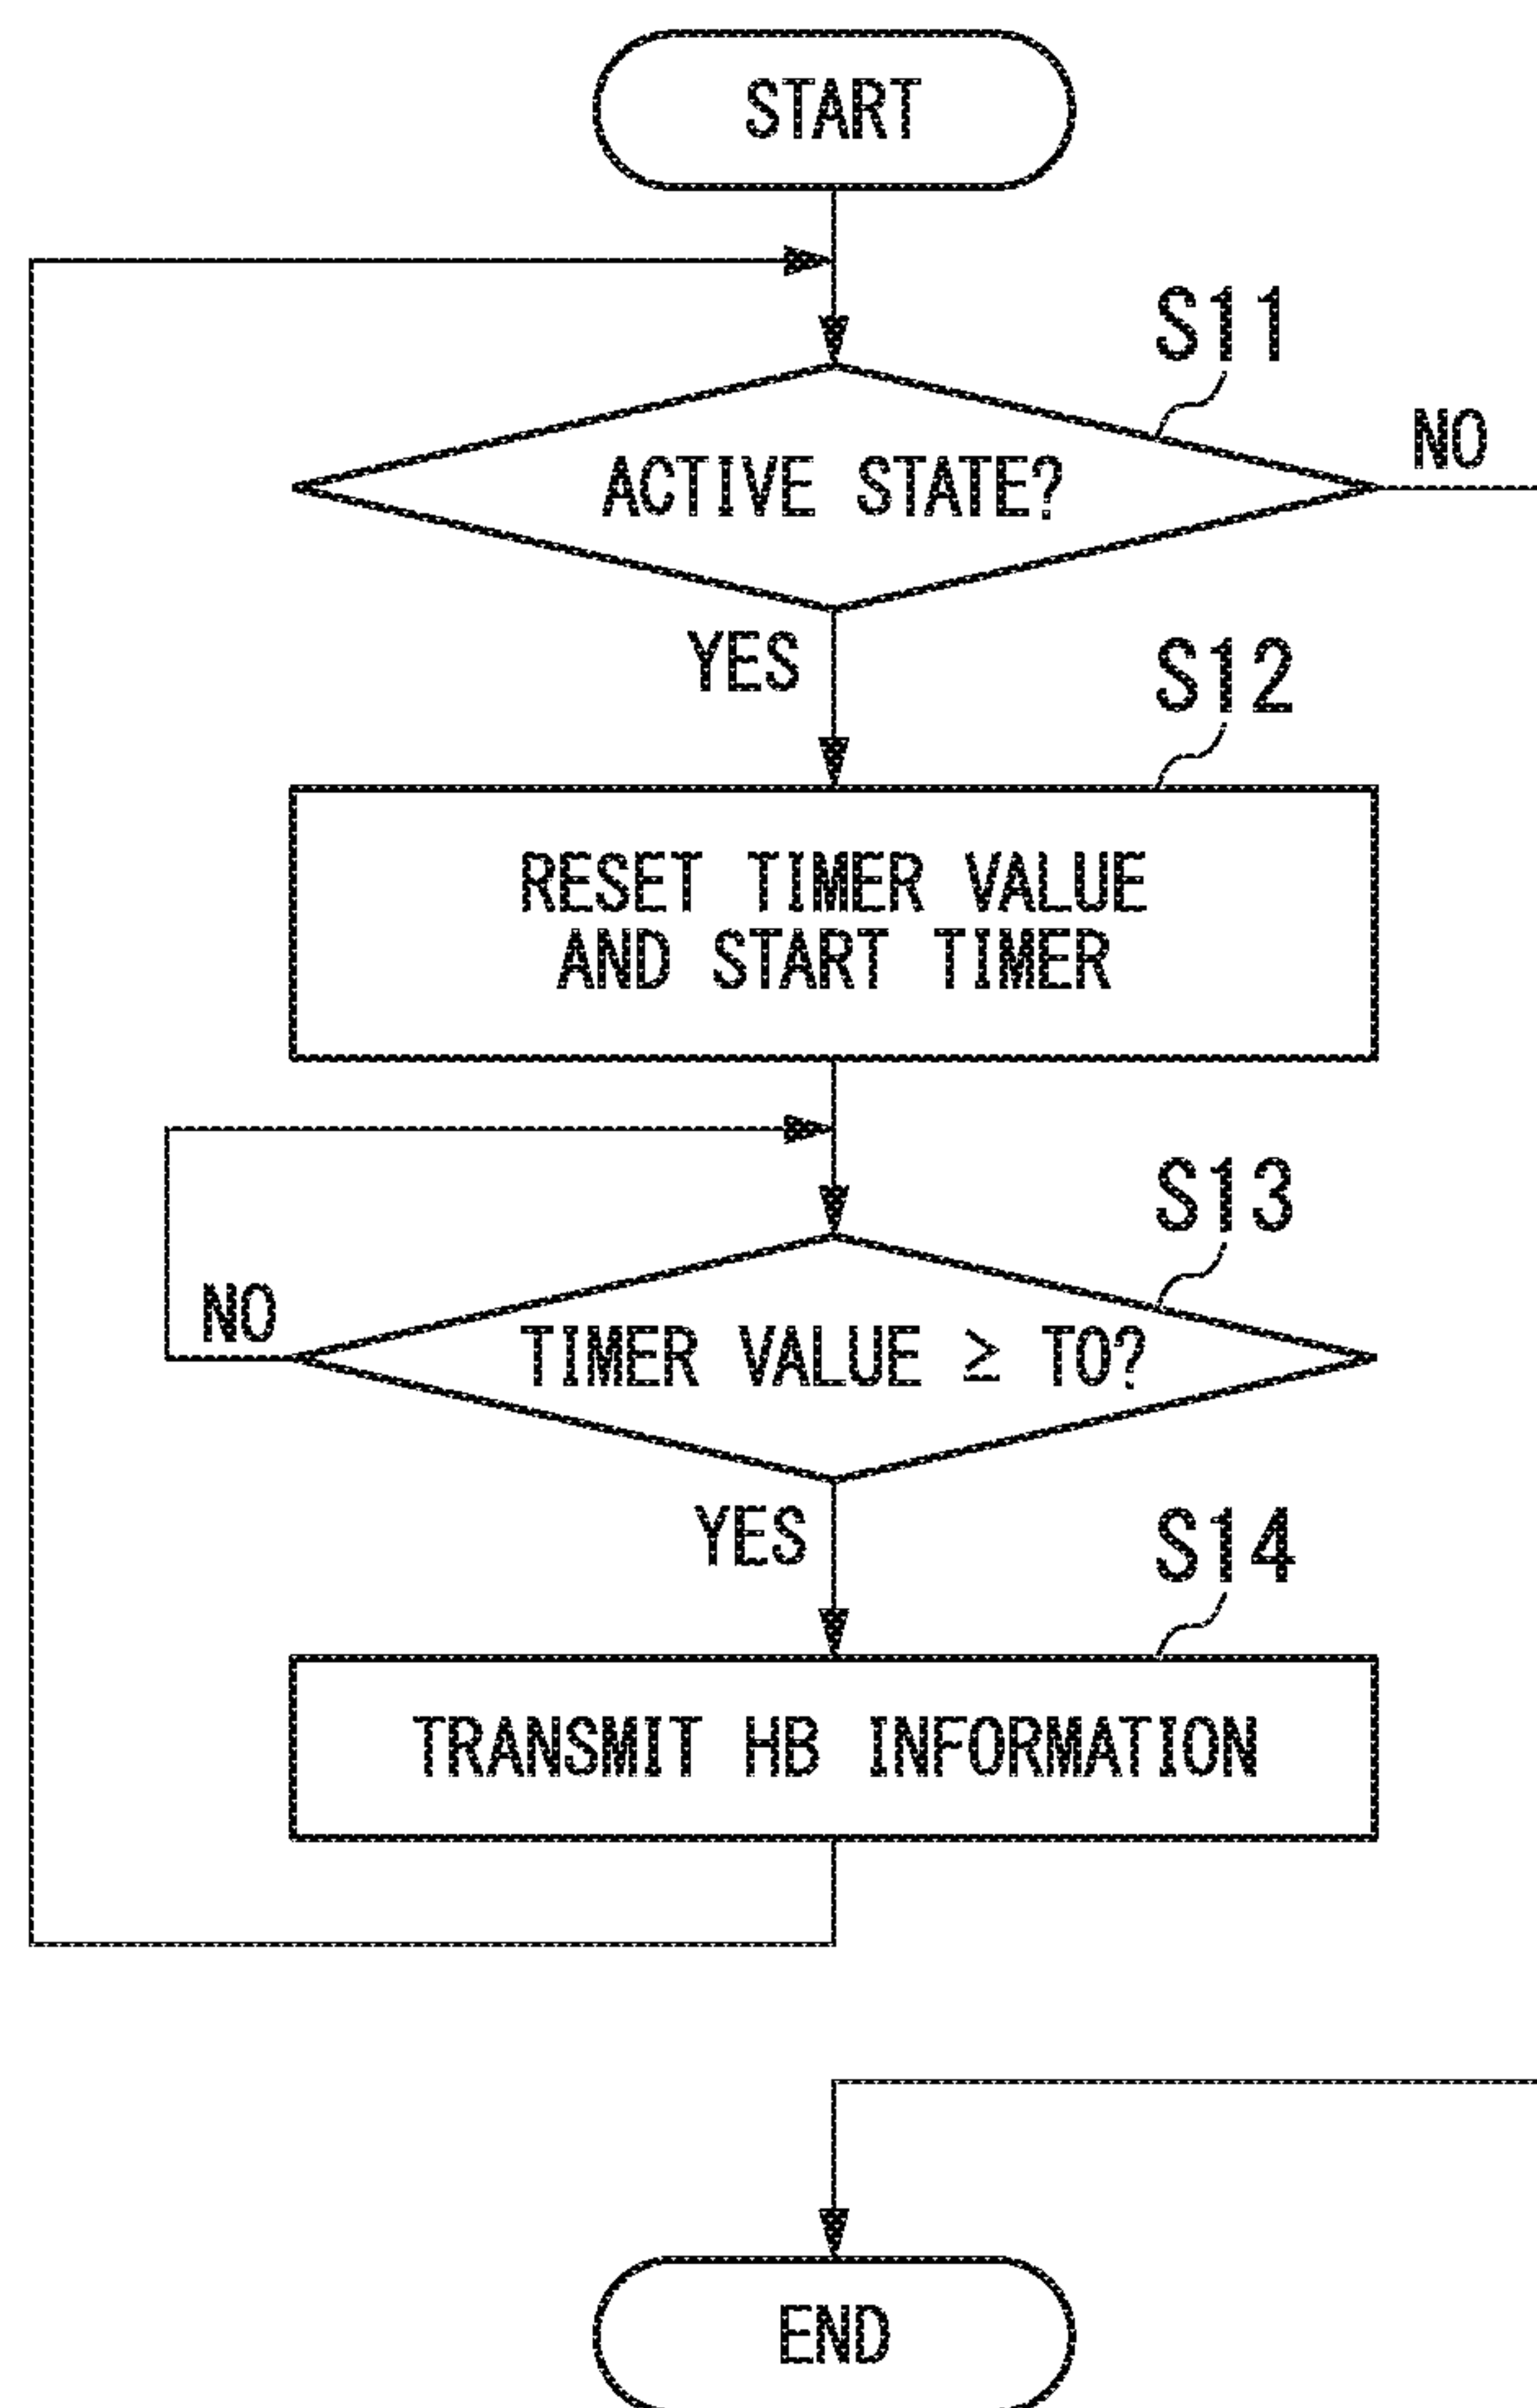 START
S11
ACTIVE STATE?
NO
YES
S12
RESET TIMER VALUE
AND START TIMER
S13
NO
TIMER VALUE ≥ TO?
YES
S14
TRANSMIT HB INFORMATION
END